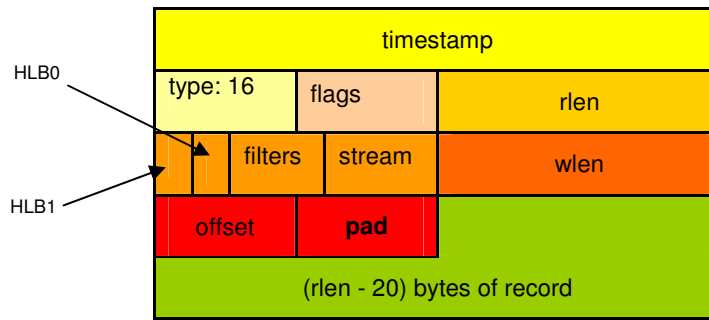 timestamp
HLB0
type: 16
flags
rlen
filters
stream
wlen
HLB1
offset
pad
(rlen - 20) bytes of record